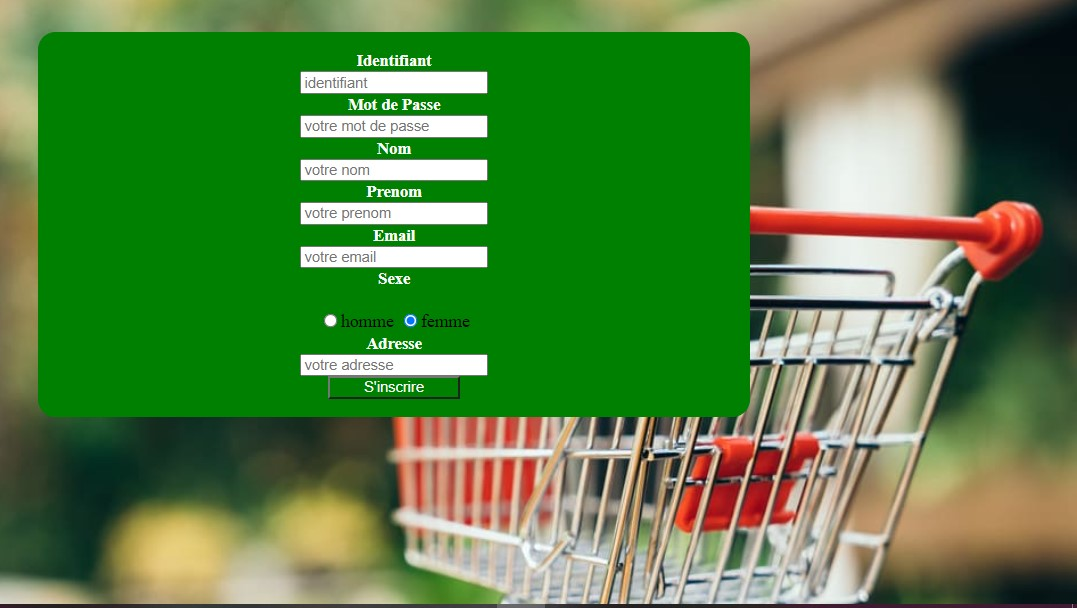 Identifiant
identifiant
Mot de Passe
votre mot de passe
Nom
votre nom
Prenom
votre prenom
Email
votre email
Sexe
homme femme
Adresse
votre adresse
S'inscrire